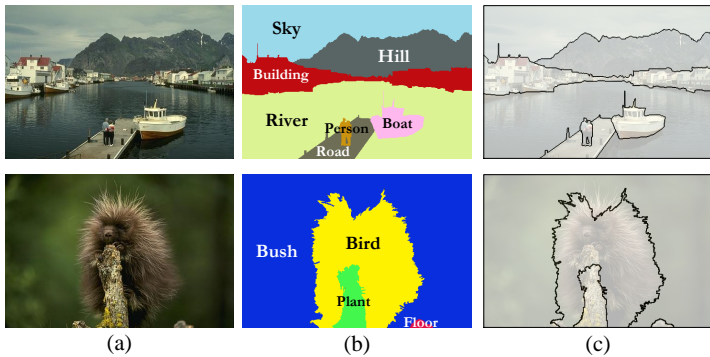 Sky
Hill
Building
River
Person
Boat
Road
Bush
Bird
Plant
Floor
(a)
(b)
(c)